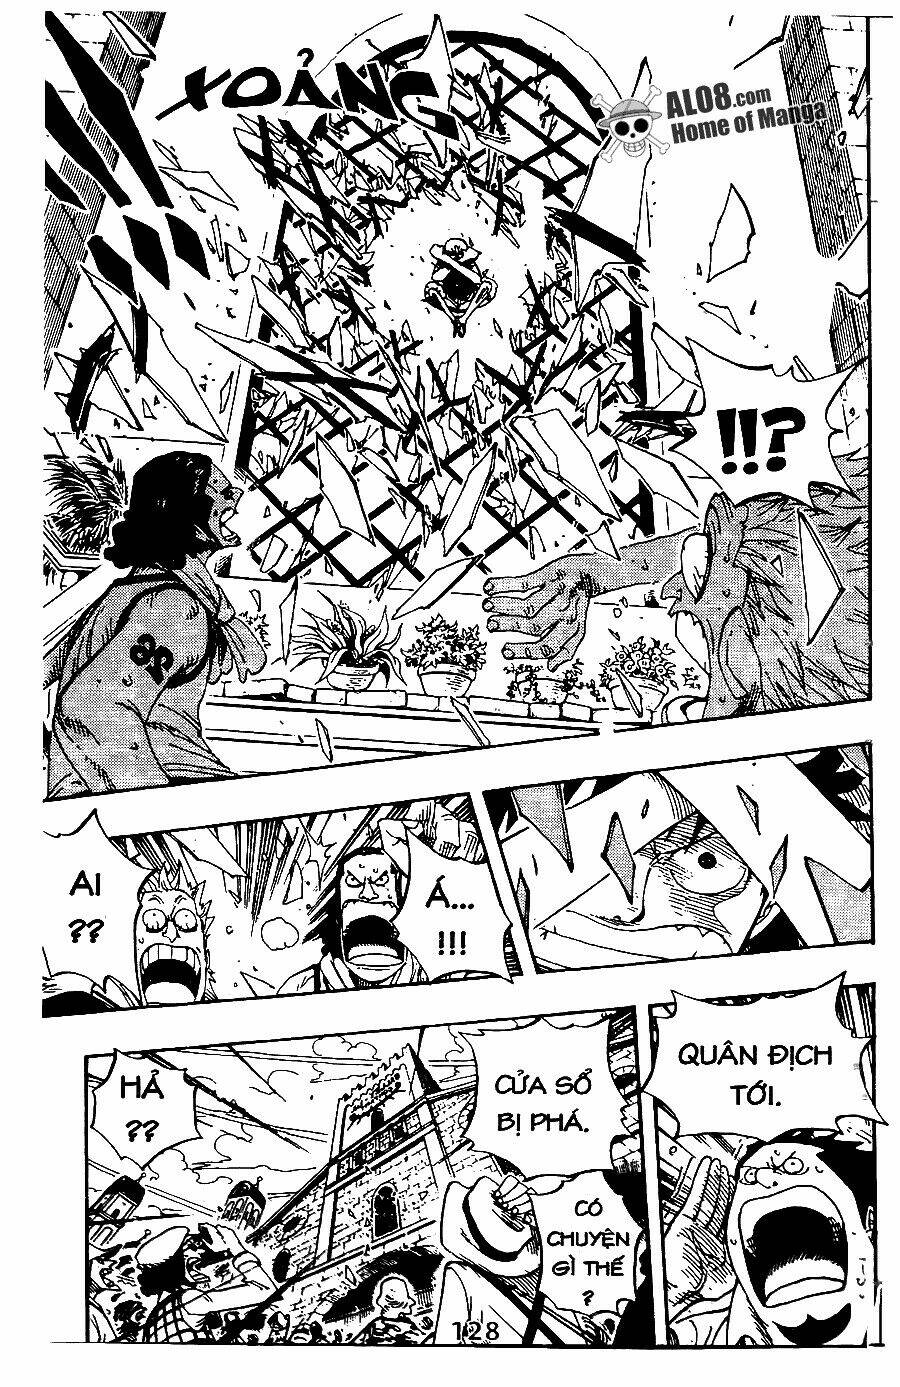 XOẢNG
AL08.com
Home of Manga
!!?
Á...
!!!
AI
??
QUÂN ĐỊCH
TỚI.
CỬA SỔ
BỊ PHÁ.
CÓ
CHUYỆN
GÌ THẾ
?
HẢ
??
128